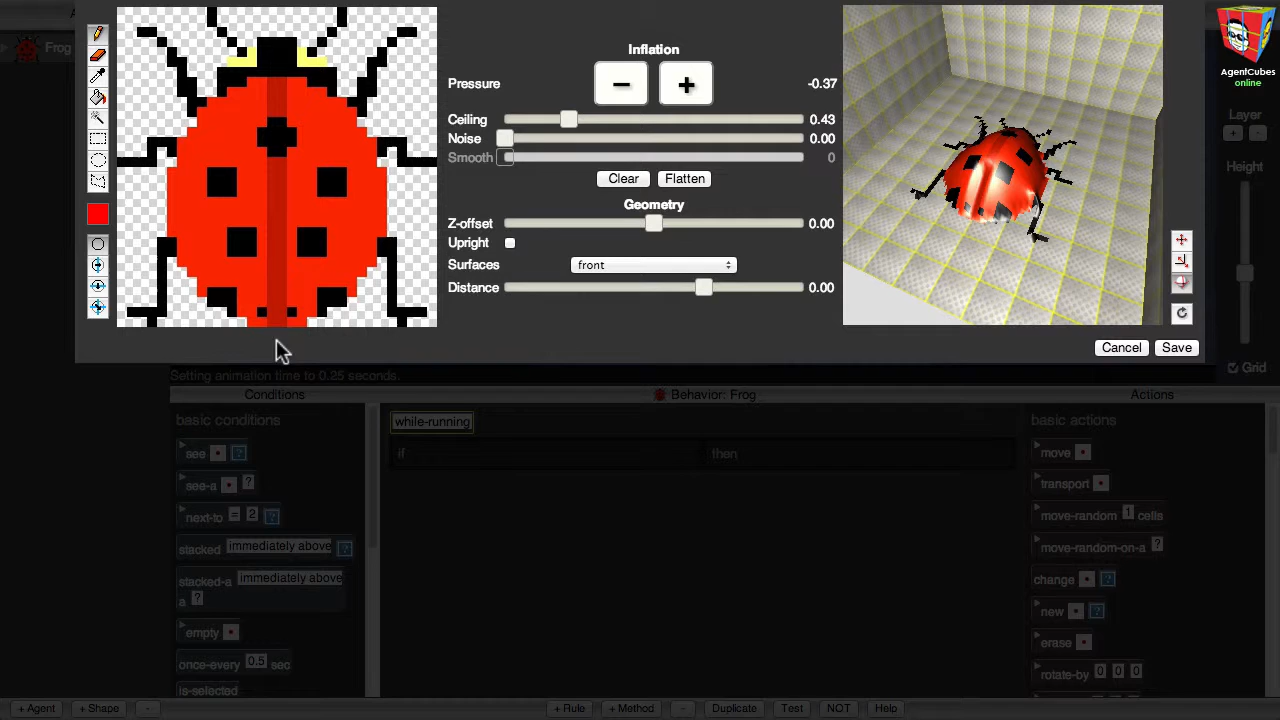 Inflation
Pressure − + -0.37
Ceiling 0.43
Noise 0.00
Smooth 0
Clear Flatten
Geometry
Z-offset 0.00
Upright
Surfaces front
Distance 0.00
Cancel Save
AgentCubes
online
Frog
Layer
+ -
Height
Grid
Setting animation time to 0.25 seconds.
Conditions
basic conditions
see ?
see-a ?
next-to = 2 ?
stacked immediately above ?
stacked-a immediately above
a ?
empty
once-every 0.5 sec
is-selected
Behavior: Frog
while-running
if then
Actions
basic actions
move
transport
move-random 1 cells
move-random-on-a ?
change ?
new ?
erase
rotate-by 0 0 0
+ Agent + Shape - + Rule + Method - Duplicate Test NOT Help